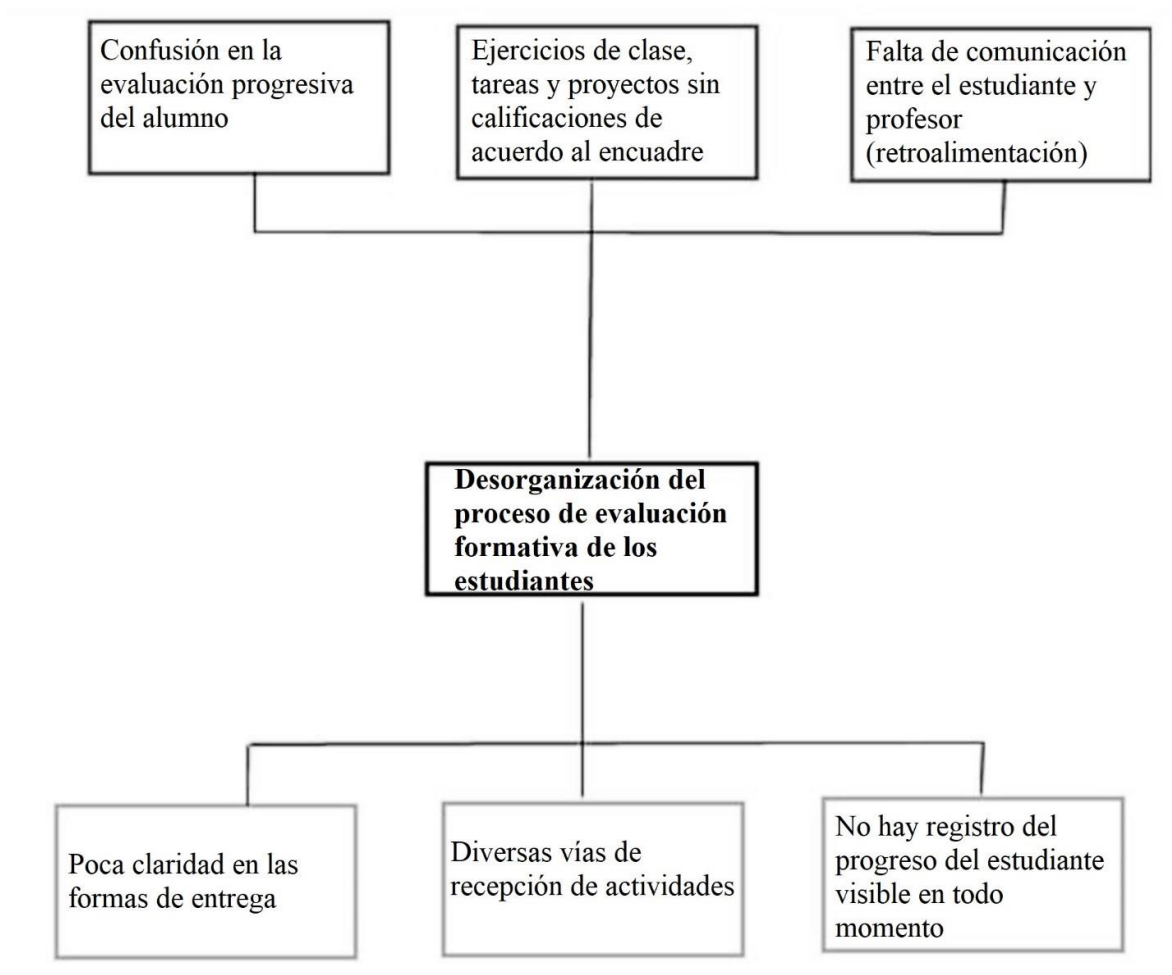 Confusión en la
evaluación progresiva
del alumno
Ejercicios de clase,
tareas y proyectos sin
calificaciones de
acuerdo al encuadre
Falta de comunicación
entre el estudiante y
profesor
(retroalimentación)
Desorganización del
proceso de evaluación
formativa de los
estudiantes
Poca claridad en las
formas de entrega
Diversas vías de
recepción de actividades
No hay registro del
progreso del estudiante
visible en todo
momento